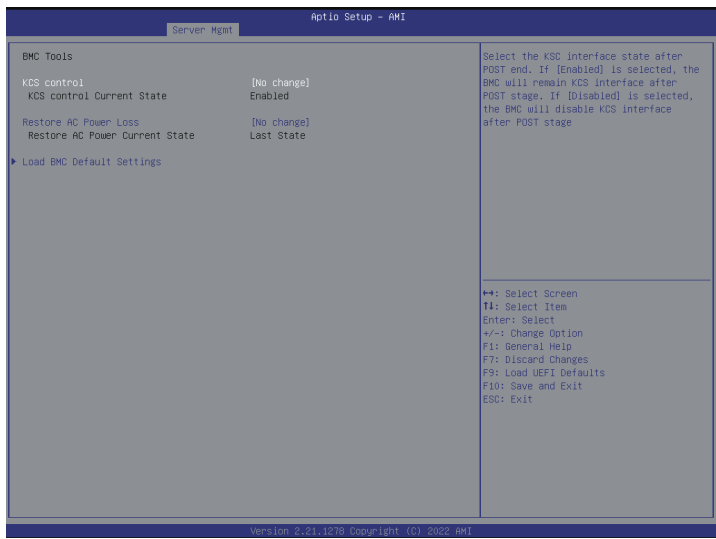 Aptio Setup – AMI
Server Mgmt
BMC Tools
KCS control [No change]
KCS control Current State Enabled
Restore AC Power Loss [No change]
Restore AC Power Current State Last State
Load BMC Default Settings
Select the KSC interface state after
POST end. If [Enabled] is selected, the
BMC will remain KCS interface after
POST stage. If [Disabled] is selected,
the BMC will disable KCS interface
after POST stage
↔: Select Screen
↑↓: Select Item
Enter: Select
+/-: Change Option
F1: General Help
F7: Discard Changes
F9: Load UEFI Defaults
F10: Save and Exit
ESC: Exit
Version 2.21.1278 Copyright (C) 2022 AMI